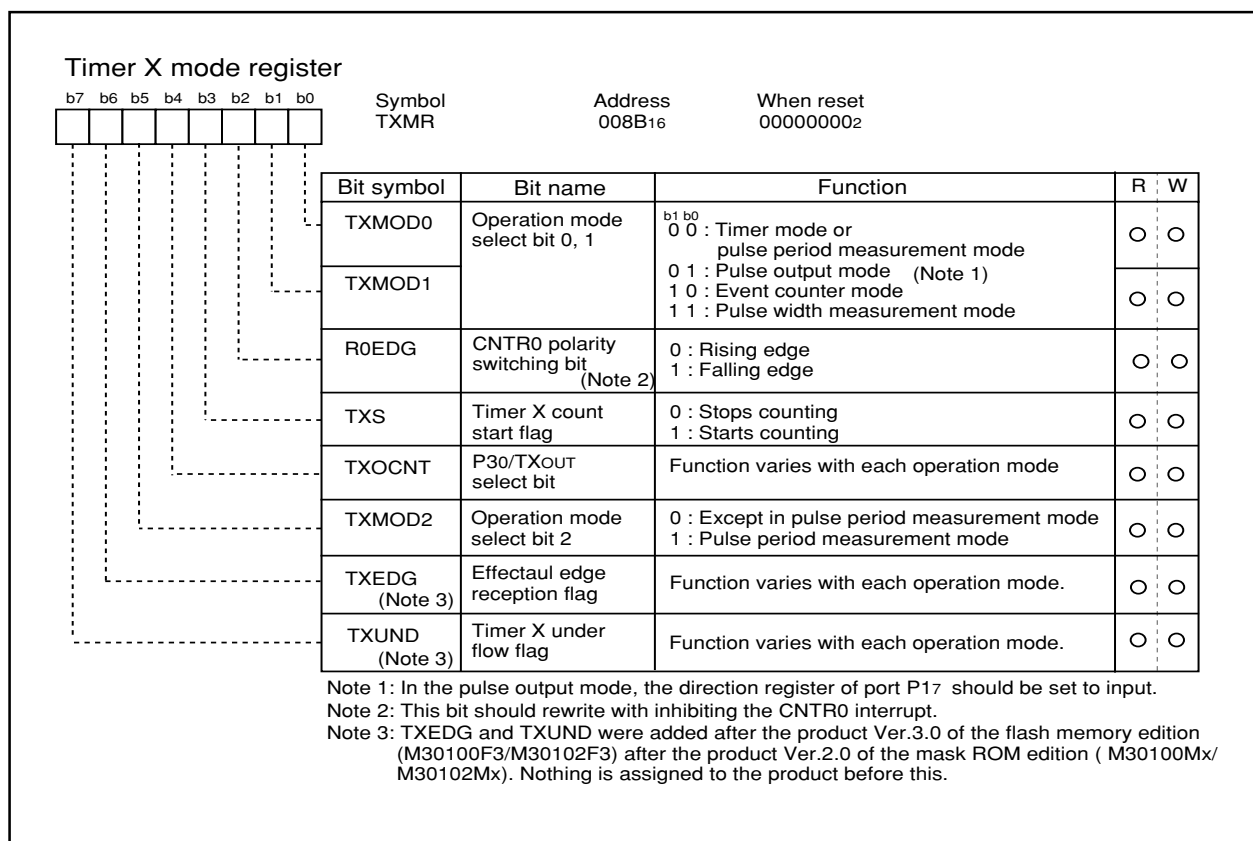 Timer X mode register
b7 b6 b5 b4 b3 b2 b1 b0
Symbol Address When reset
TXMR 008B16 000000002
Bit symbol Bit name Function R W
TXMOD0 Operation mode select bit 0, 1
b1 b0
0 0 : Timer mode or
pulse period measurement mode
TXMOD1
0 1 : Pulse output mode (Note 1)
1 0 : Event counter mode
1 1 : Pulse width measurement mode
R0EDG
CNTR0 polarity
switching bit
(Note 2)
0 : Rising edge
1 : Falling edge
TXS
Timer X count
start flag
0 : Stops counting
1 : Starts counting
TXOCNT
P30/TXOUT
select bit
Function varies with each operation mode
TXMOD2
Operation mode
select bit 2
0 : Except in pulse period measurement mode
1 : Pulse period measurement mode
TXEDG
(Note 3)
Effectaul edge
reception flag
Function varies with each operation mode.
TXUND
(Note 3)
Timer X under
flow flag
Function varies with each operation mode.
Note 1: In the pulse output mode, the direction register of port P17 should be set to input.
Note 2: This bit should rewrite with inhibiting the CNTR0 interrupt.
Note 3: TXEDG and TXUND were added after the product Ver.3.0 of the flash memory edition
(M30100F3/M30102F3) after the product Ver.2.0 of the mask ROM edition ( M30100Mx/
M30102Mx). Nothing is assigned to the product before this.